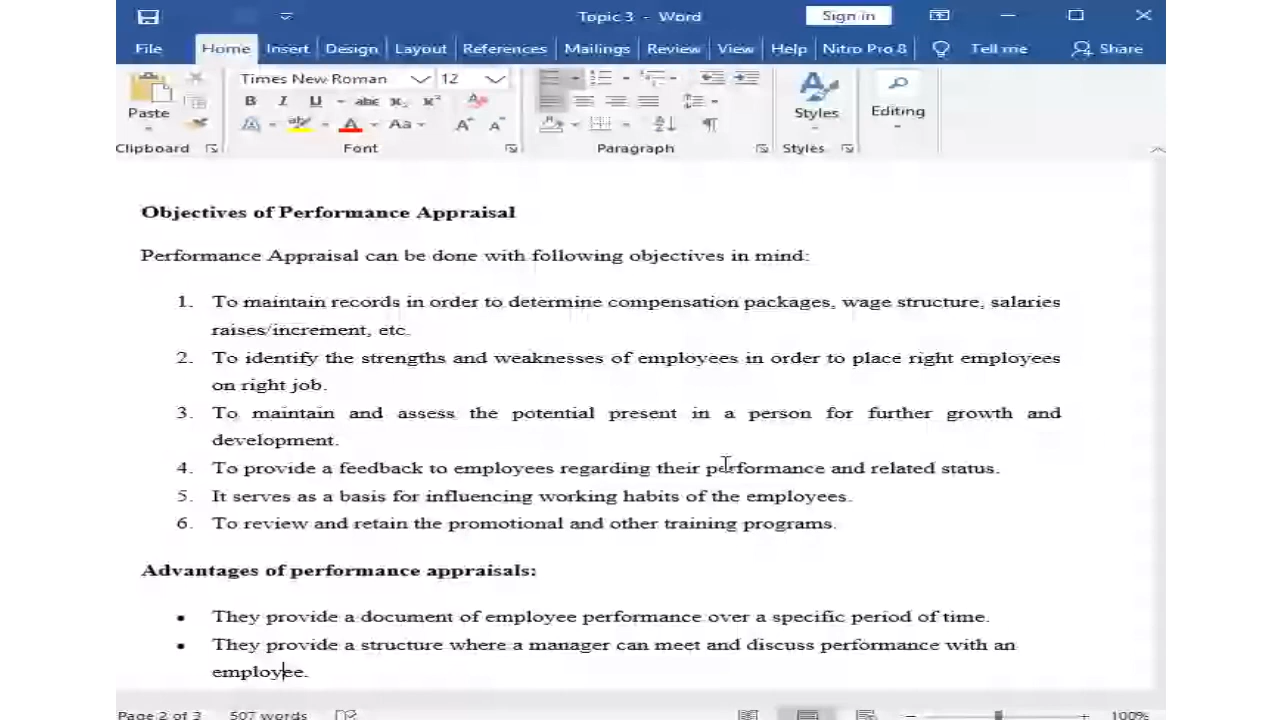 Topic 3 - Word
Sign in
File Home Insert Design Layout References Mailings Review View Help Nitro Pro 8 Tell me Share
Times New Roman 12
Paste
B I U abc x₂ x²
Styles
Editing
A Aa A A
Clipboard Font Paragraph Styles
Objectives of Performance Appraisal
Performance Appraisal can be done with following objectives in mind:
1. To maintain records in order to determine compensation packages, wage structure, salaries
raises/increment, etc.
2. To identify the strengths and weaknesses of employees in order to place right employees
on right job.
3. To maintain and assess the potential present in a person for further growth and
development.
4. To provide a feedback to employees regarding their performance and related status.
5. It serves as a basis for influencing working habits of the employees.
6. To review and retain the promotional and other training programs.
Advantages of performance appraisals:
• They provide a document of employee performance over a specific period of time.
• They provide a structure where a manager can meet and discuss performance with an
employee.
Page 2 of 3 507 words 100%